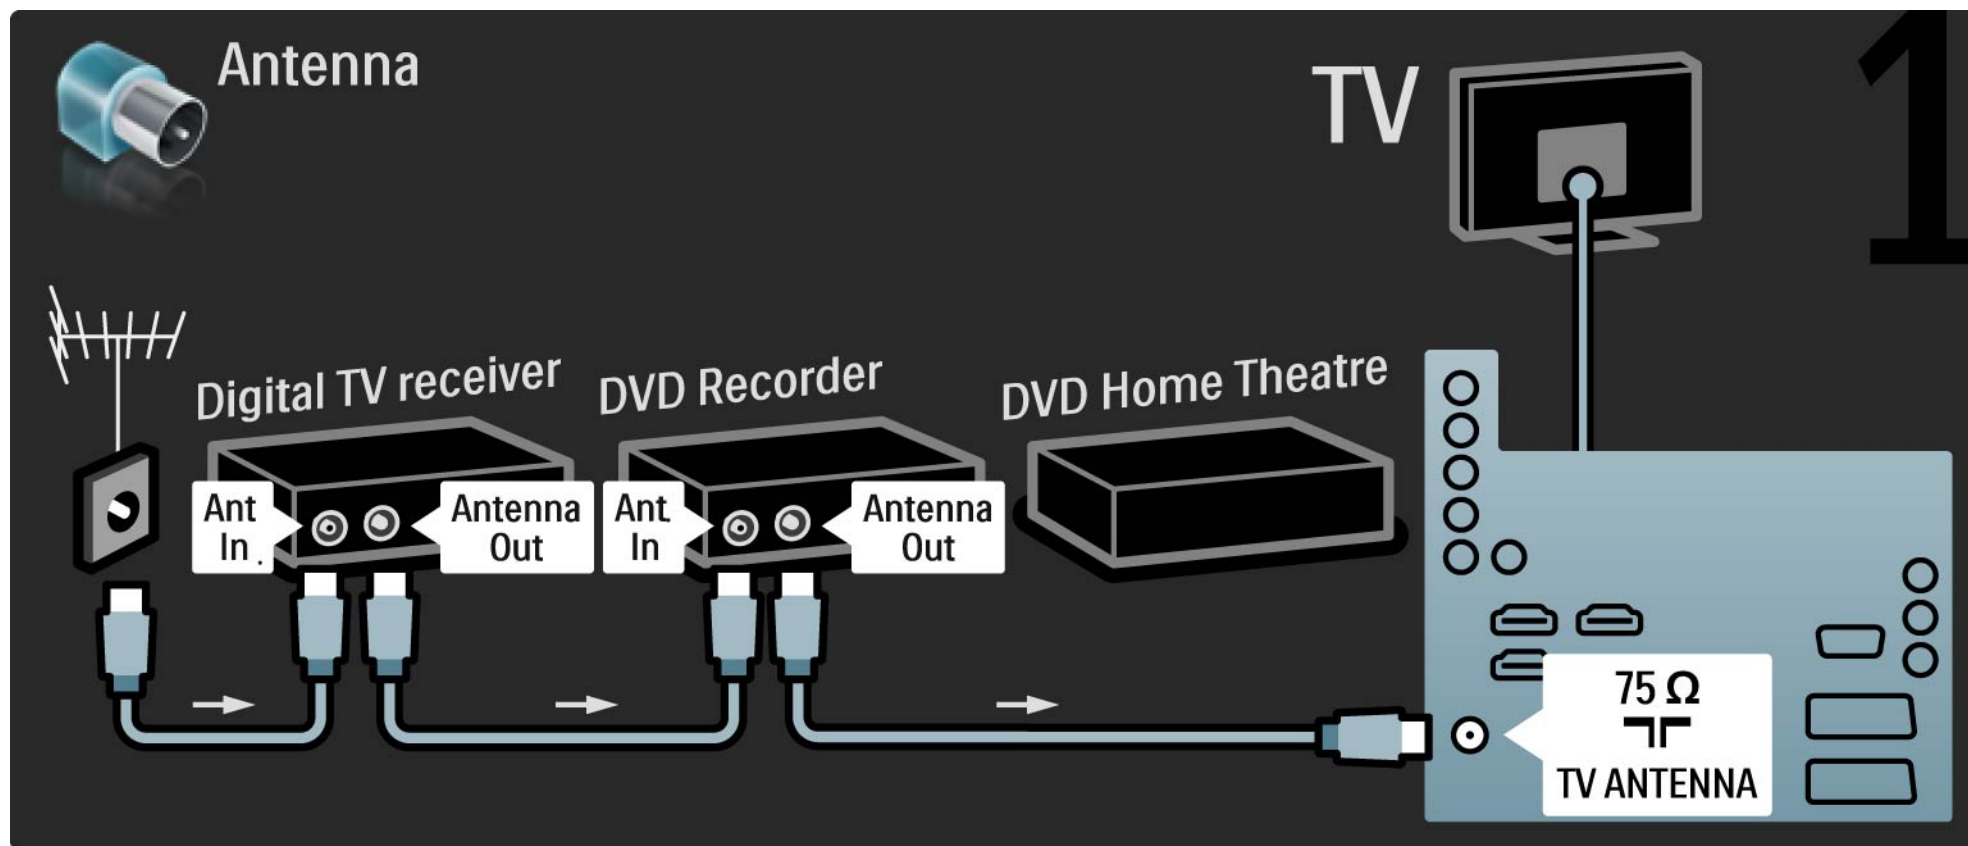 Antenna
TV
1
Digital TV receiver
DVD Recorder
DVD Home Theatre
Ant
In .
Antenna
Out
Ant.
In
Antenna
Out
75 Ω
TV ANTENNA